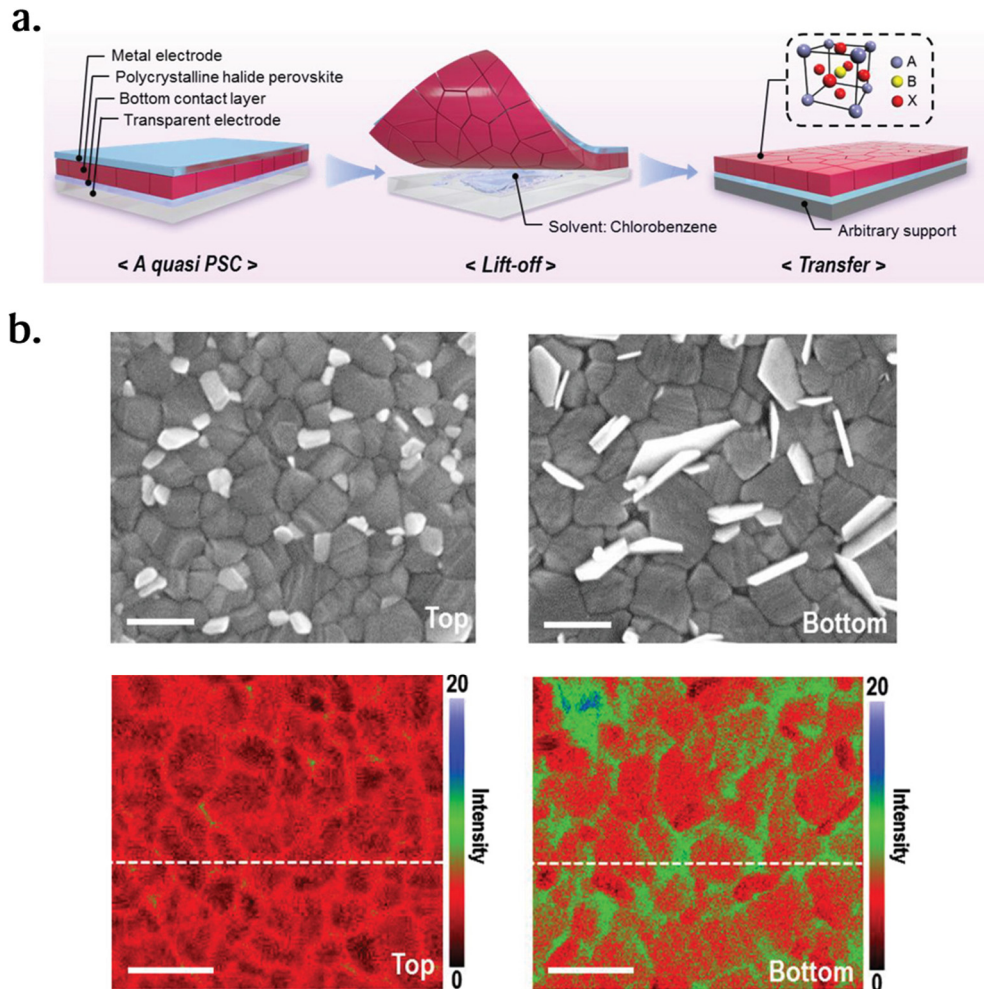 a.
Metal electrode
Polycrystalline halide perovskite
Bottom contact layer
Transparent electrode
A
B
X
Solvent: Chlorobenzene
Arbitrary support
< A quasi PSC >
< Lift-off >
< Transfer >
b.
Top
Bottom
20
Intensity
0
Top
20
Intensity
0
Bottom